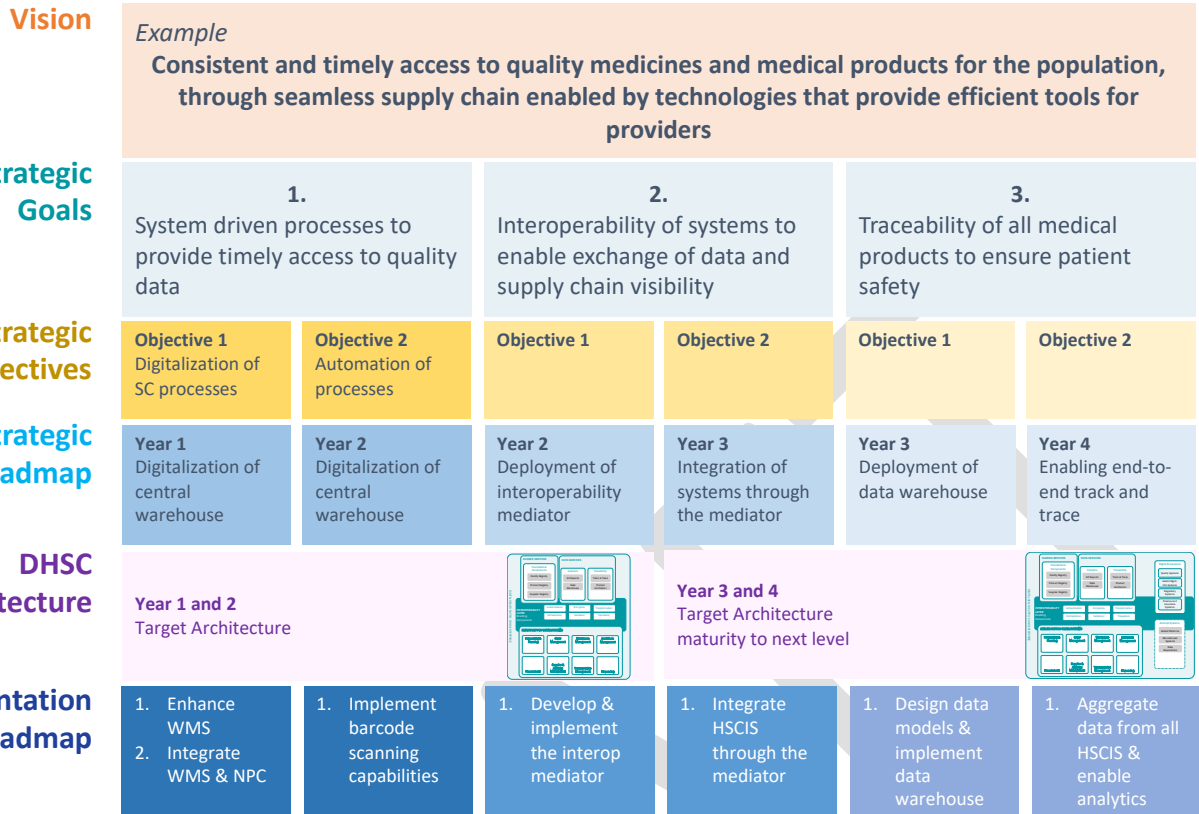 Vision
Example
Consistent and timely access to quality medicines and medical products for the population,
through seamless supply chain enabled by technologies that provide efficient tools for
providers
trategic
Goals
1.
System driven processes to
provide timely access to quality
data
2.
Interoperability of systems to
enable exchange of data and
supply chain visibility
3.
Traceability of all medical
products to ensure patient
safety
trategic
ectives
Objective 1
Digitalization of
SC processes
Objective 2
Automation of
processes
Objective 1
Objective 2
Objective 1
Objective 2
trategic
admap
Year 1
Digitalization of
central
warehouse
Year 2
Digitalization of
central
warehouse
Year 2
Deployment of
interoperability
mediator
Year 3
Integration of
systems through
the mediator
Year 3
Deployment of
data warehouse
Year 4
Enabling end-to-
end track and
trace
DHSC
tecture
Year 1 and 2
Target Architecture
Year 3 and 4
Target Architecture
maturity to next level
ntation
admap
1. Enhance
WMS
2. Integrate
WMS & NPC
1. Implement
barcode
scanning
capabilities
1. Develop &
implement
the interop
mediator
1. Integrate
HSCIS
through the
mediator
1. Design data
models &
implement
data
warehouse
1. Aggregate
data from all
HSCIS &
enable
analytics